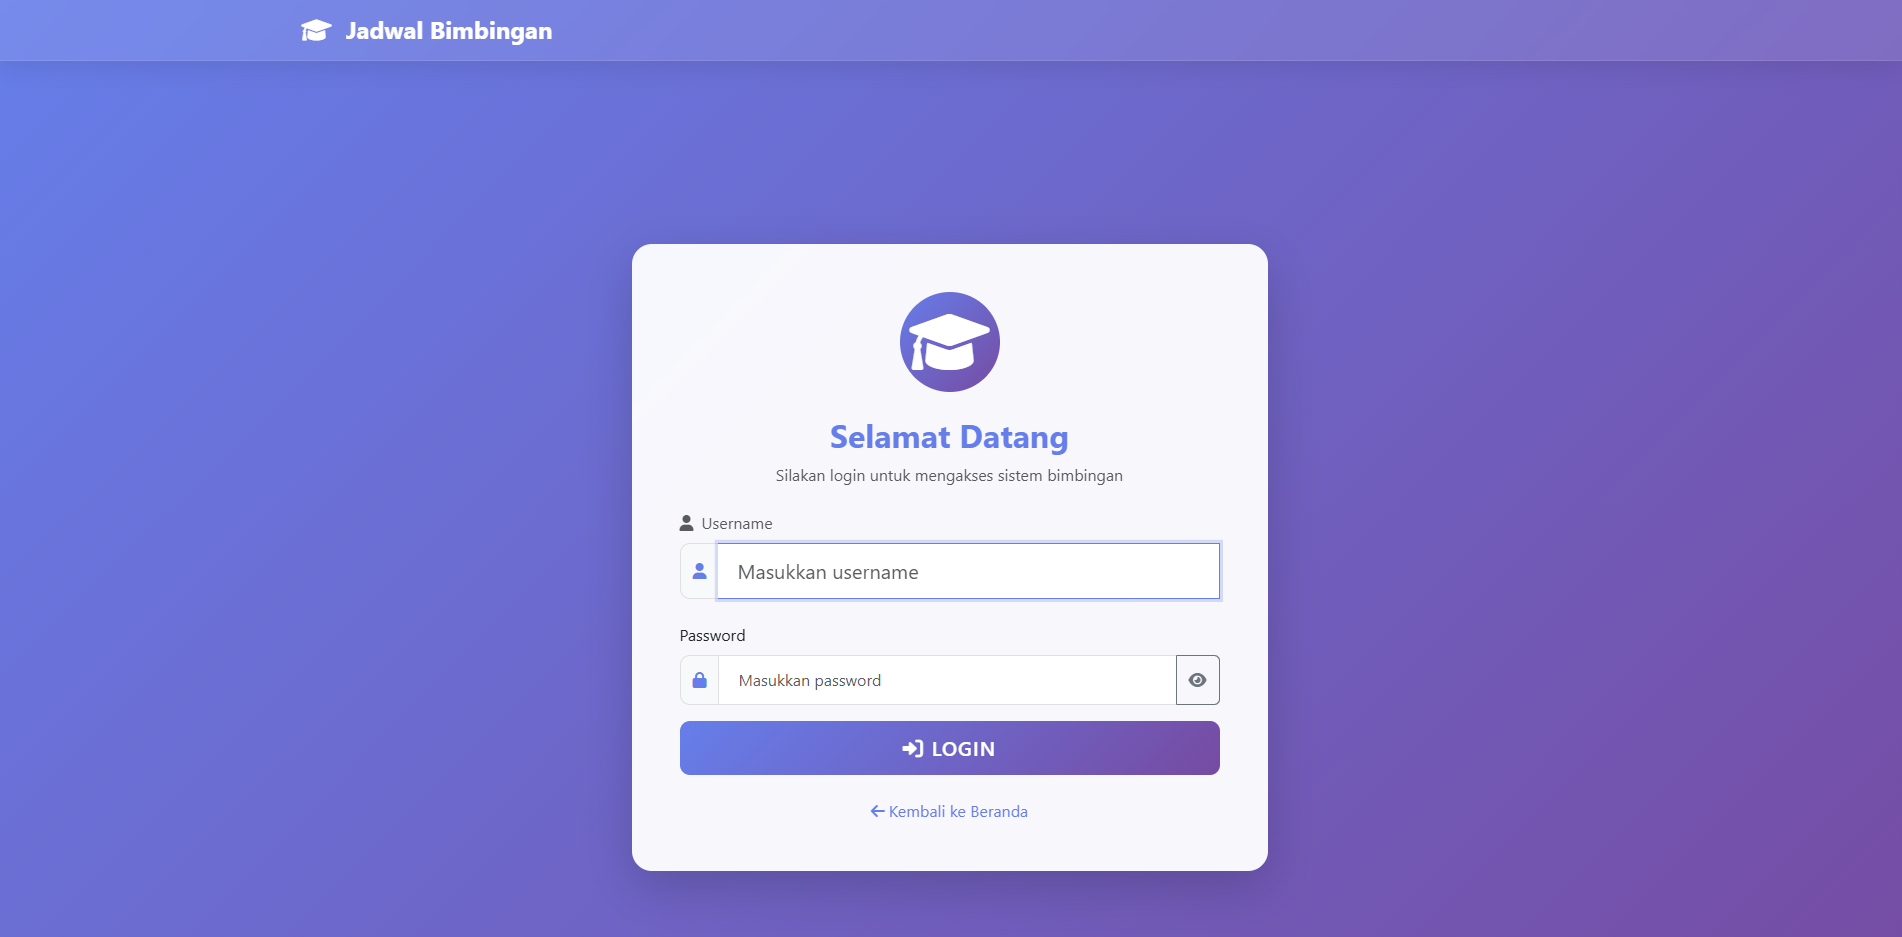 Jadwal Bimbingan
Selamat Datang
Silakan login untuk mengakses sistem bimbingan
Username
Masukkan username
Password
Masukkan password
LOGIN
Kembali ke Beranda